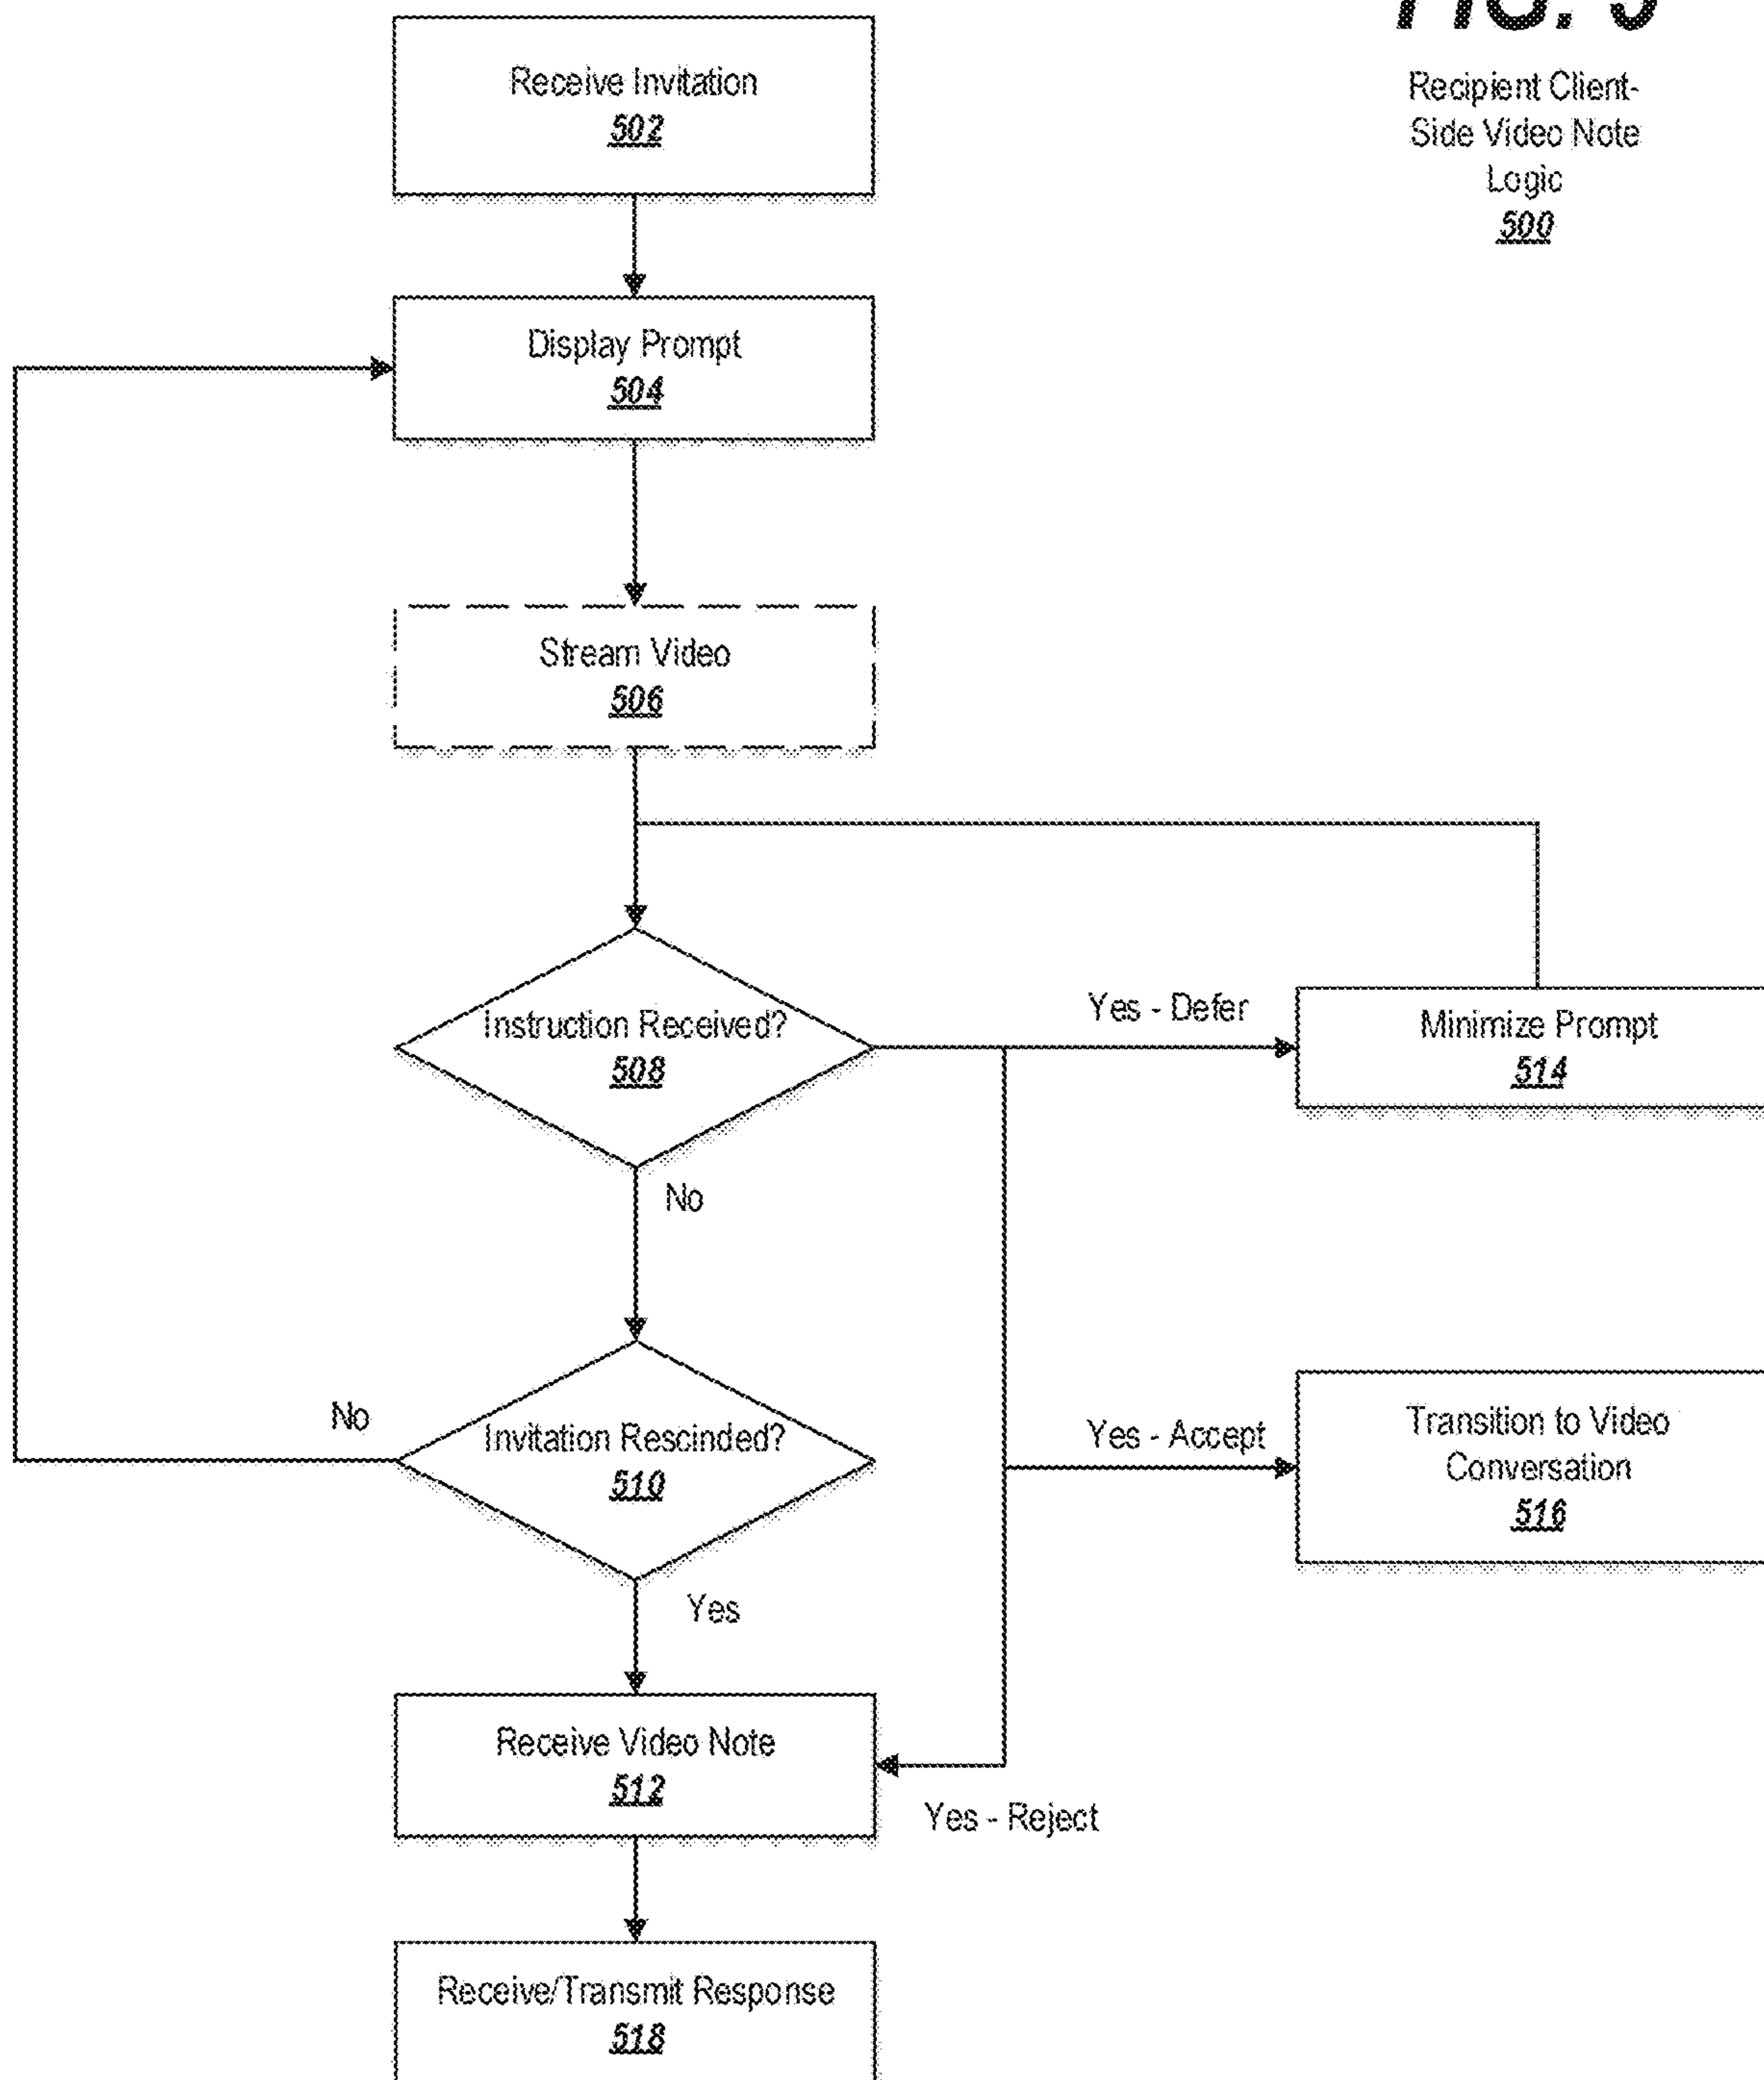 FIG. 5
Recipient Client-
Side Video Note
Logic
500
Receive Invitation
502
Display Prompt
504
Stream Video
506
Instruction Received?
508
Yes - Defer
Minimize Prompt
514
No
Invitation Rescinded?
510
No
Yes - Accept
Transition to Video
Conversation
516
Yes
Receive Video Note
512
Yes - Reject
Receive/Transmit Response
518